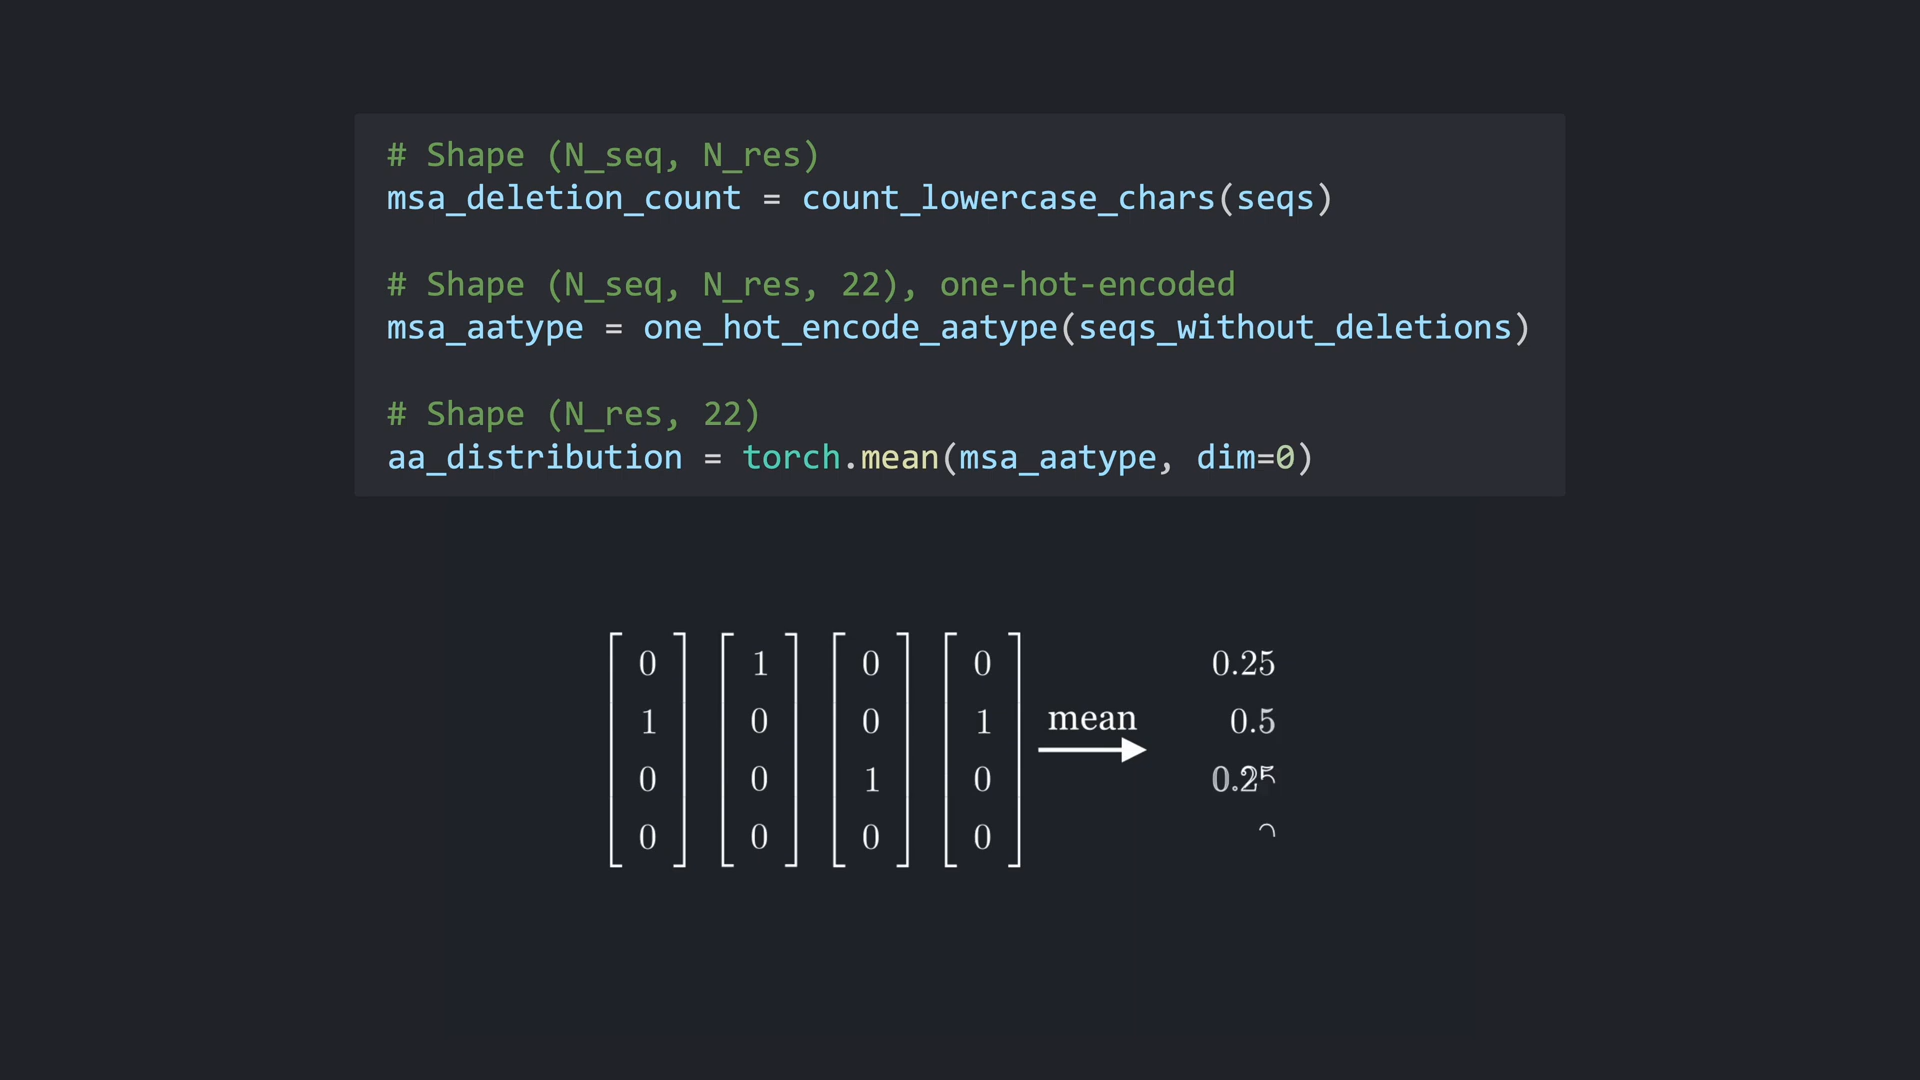 # Shape (N_seq, N_res)
msa_deletion_count = count_lowercase_chars(seqs)
# Shape (N_seq, N_res, 22), one-hot-encoded
msa_aatype = one_hot_encode_aatype(seqs_without_deletions)
# Shape (N_res, 22)
aa_distribution = torch.mean(msa_aatype, dim=0)
0 1 0 0 0.25
1 0 0 1 mean 0.5
0 0 1 0 0.25
0 0 0 0